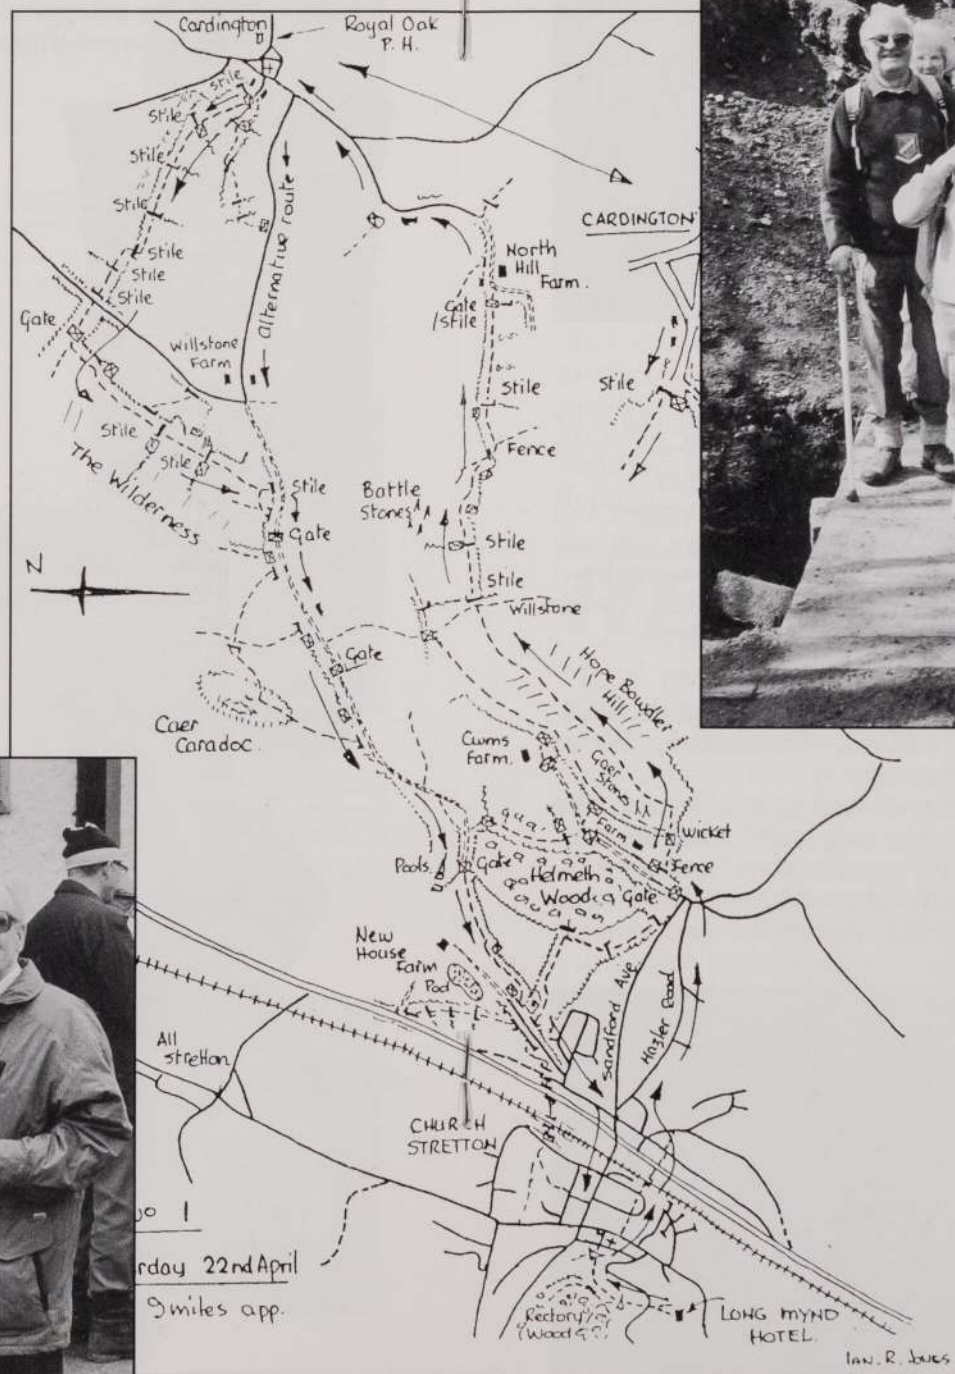 Cardington
Royal Oak
P.H.
Stile
Stile
Stile
Stile
Stile
Stile
Stile
Gate
alternative route
CARDINGTON
North
Hill
Farm.
Gate
/Stile
Willstone
Farm
Stile
Stile
Stile
Stile
The Wilderness
Fence
Stile
Gate
Battle
Stones
Stile
Stile
Willstone
N
Gate
Hope Bowdler
Hill
Caer
Caradoc.
Cwms
Farm.
Gaer
Stones
Farm
Wicket
Fence
Pools
Gate
Helmeth
Wood
Gate
New
House
Farm
Pool
Sandford Ave
Hazler Road
All
Stretton
CHURCH
STRETTON
1
rday 22nd April
9 miles app.
Rectory
Wood
LONG MYND
HOTEL.
IAN. R. JONES